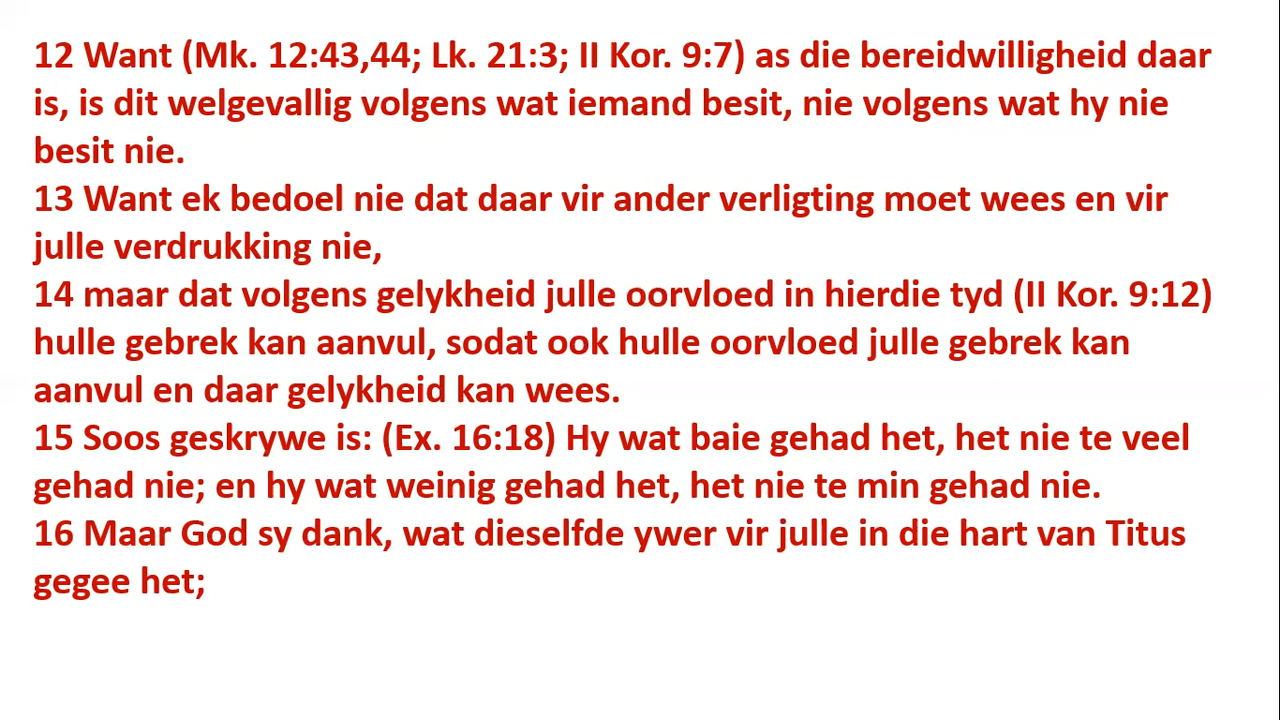 12 Want (Mk. 12:43,44; Lk. 21:3; II Kor. 9:7) as die bereidwilligheid daar
is, is dit welgevallig volgens wat iemand besit, nie volgens wat hy nie
besit nie.
13 Want ek bedoel nie dat daar vir ander verligting moet wees en vir
julle verdrukking nie,
14 maar dat volgens gelykheid julle oorvloed in hierdie tyd (II Kor. 9:12)
hulle gebrek kan aanvul, sodat ook hulle oorvloed julle gebrek kan
aanvul en daar gelykheid kan wees.
15 Soos geskrywe is: (Ex. 16:18) Hy wat baie gehad het, het nie te veel
gehad nie; en hy wat weinig gehad het, het nie te min gehad nie.
16 Maar God sy dank, wat dieselfde ywer vir julle in die hart van Titus
gegee het;